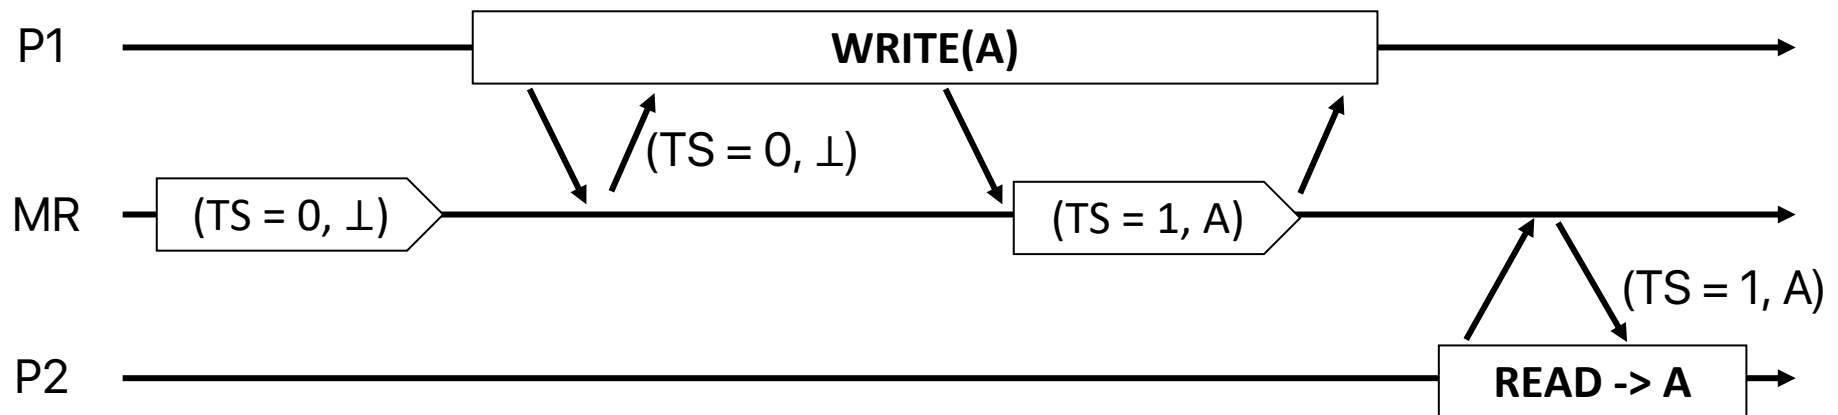 P1
WRITE(A)
(TS = 0, ⊥)
MR
(TS = 0, ⊥)
(TS = 1, A)
(TS = 1, A)
P2
READ -> A